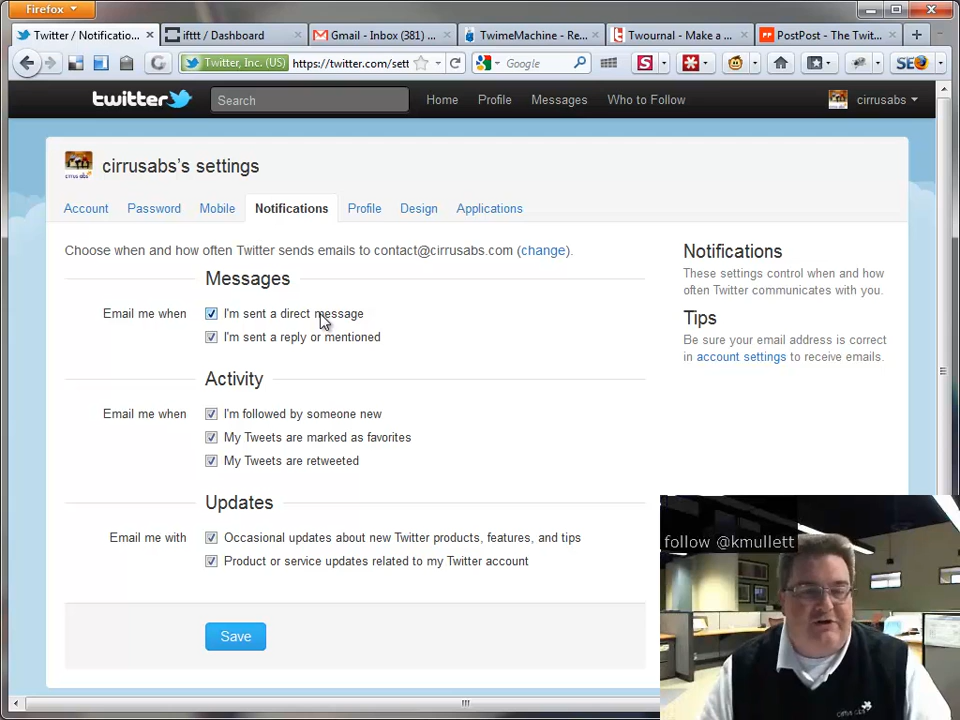 Firefox
Twitter / Notificatio...
ifttt / Dashboard
Gmail - Inbox (381) ...
TwimeMachine - Re...
Twournal - Make a ...
PostPost - The Twit...
Twitter, Inc. (US)
https://twitter.com/sett
Google
S
SEO
twitter
Search
Home
Profile
Messages
Who to Follow
cirrusabs
cirrusabs's settings
Account
Password
Mobile
Notifications
Profile
Design
Applications
Choose when and how often Twitter sends emails to contact@cirrusabs.com (change).
Messages
Email me when
I'm sent a direct message
I'm sent a reply or mentioned
Activity
Email me when
I'm followed by someone new
My Tweets are marked as favorites
My Tweets are retweeted
Updates
Email me with
Occasional updates about new Twitter products, features, and tips
Product or service updates related to my Twitter account
Save
Notifications
These settings control when and how
often Twitter communicates with you.
Tips
Be sure your email address is correct
in account settings to receive emails.
follow @kmullett
cirrus abs